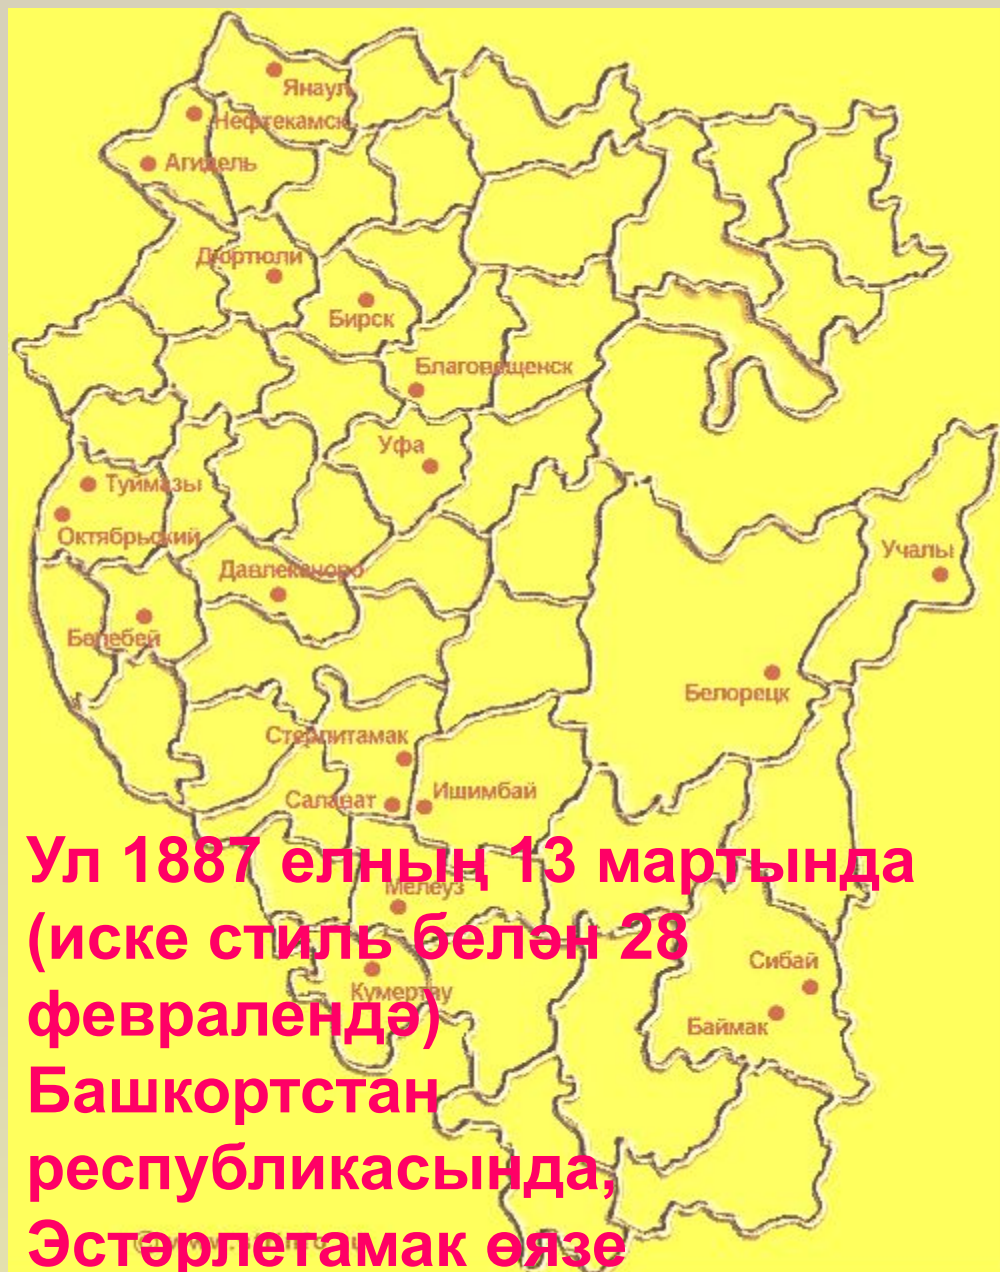 Янаул
Нефтекамск
Агидель
Дюртюли
Бирск
Благовещенск
Уфа
Туймазы
Октябрьский
Учалы
Давлеканово
Белебей
Белорецк
Стерлитамак
Ишимбай
Салават
Ул 1887 елның 13 мартында
Мелеуз
(иске стиль белән 28
Сибай
Кумертау
февралендә)
Баймак
Башкортстан
республикасында,
Эстәрлетамак өязе